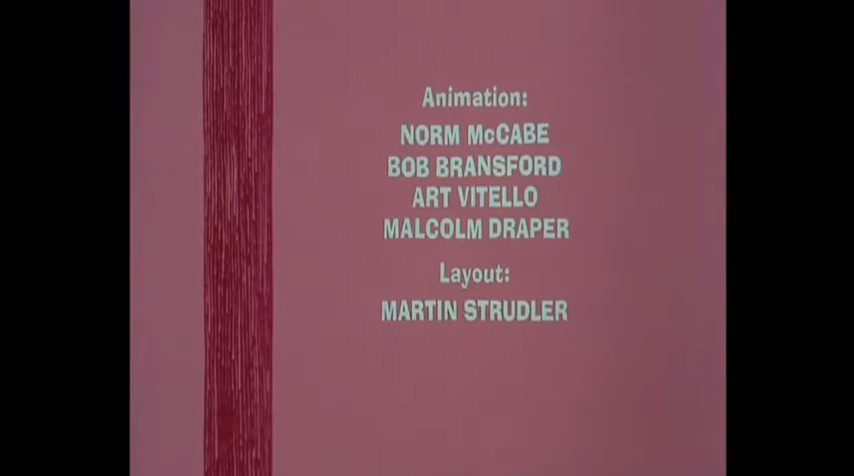 Animation:
NORM McCABE
BOB BRANSFORD
ART VITELLO
MALCOLM DRAPER
Layout:
MARTIN STRUDLER